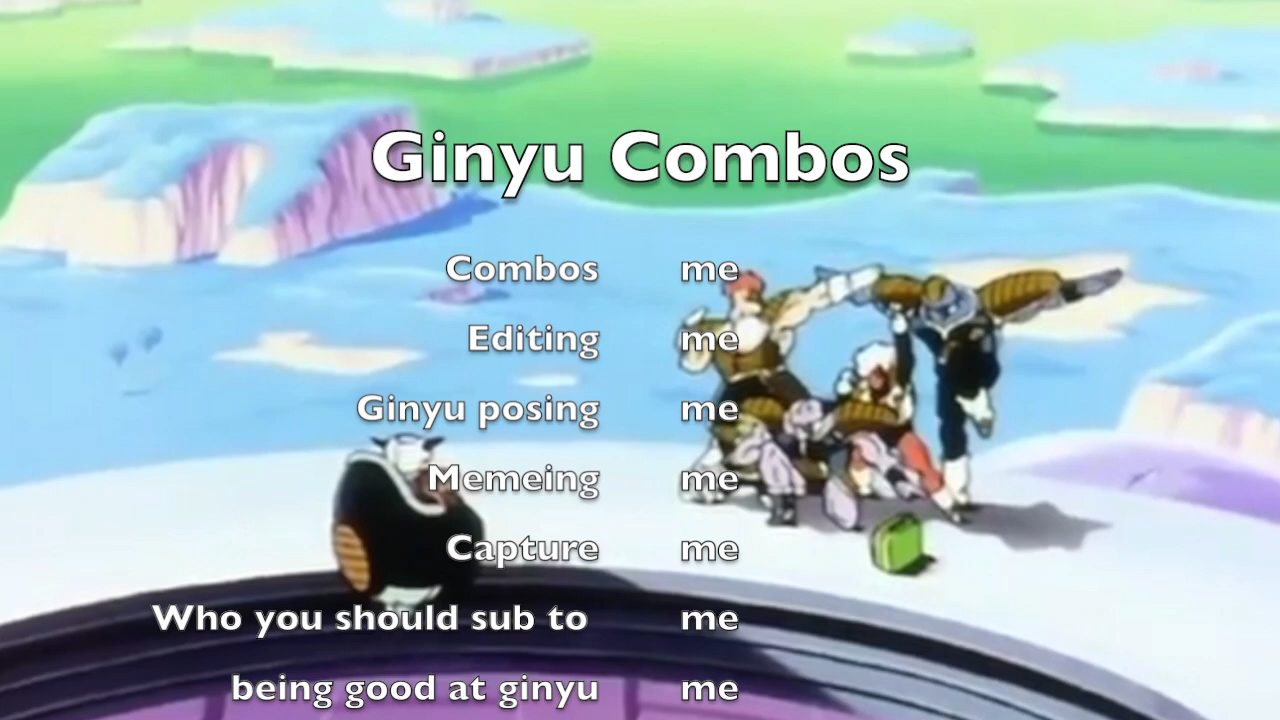 Ginyu Combos
Combos me
Editing me
Ginyu posing me
Memeing me
Capture me
Who you should sub to me
being good at ginyu me